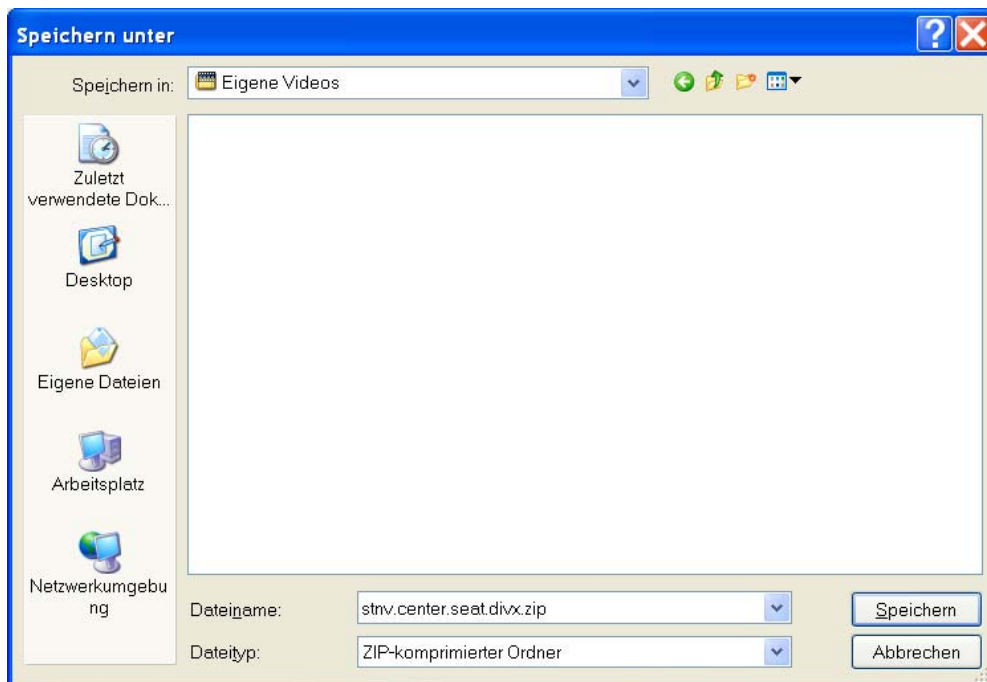 Speichern unter
Speichern in:
Eigene Videos
Zuletzt
verwendete Dok...
Desktop
Eigene Dateien
Arbeitsplatz
Netzwerkumgebu
ng
Dateiname:
stnv.center.seat.divx.zip
Speichern
Dateityp:
ZIP-komprimierter Ordner
Abbrechen